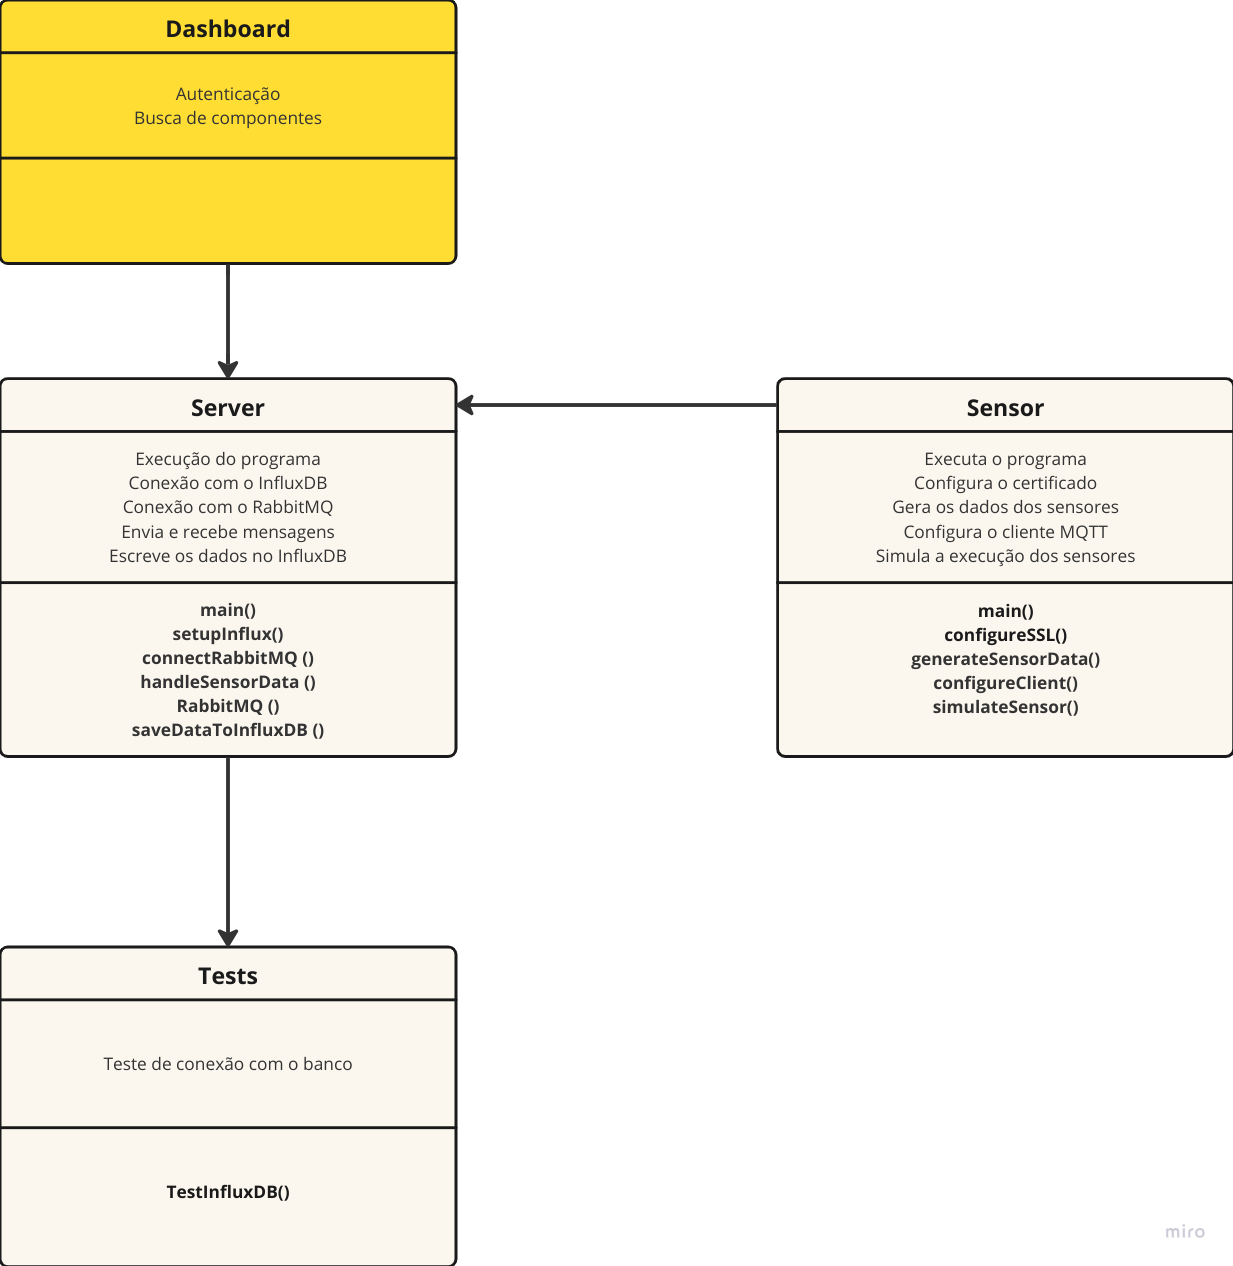 Dashboard
Autenticação
Busca de componentes
Server
Execução do programa
Conexão com o InfluxDB
Conexão com o RabbitMQ
Envia e recebe mensagens
Escreve os dados no InfluxDB
main()
setupInflux()
connectRabbitMQ ()
handleSensorData ()
RabbitMQ ()
saveDataToInfluxDB ()
Sensor
Executa o programa
Configura o certificado
Gera os dados dos sensores
Configura o cliente MQTT
Simula a execução dos sensores
main()
configureSSL()
generateSensorData()
configureClient()
simulateSensor()
Tests
Teste de conexão com o banco
TestInfluxDB()
miro